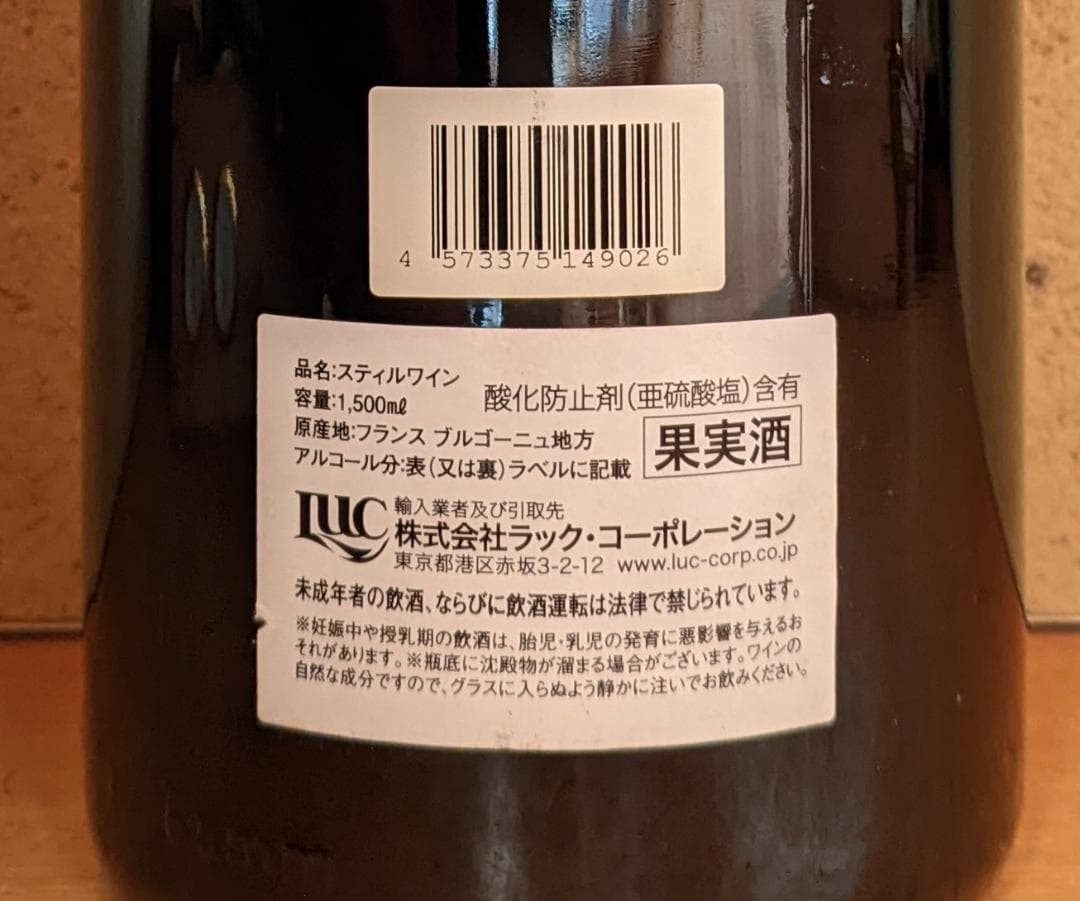 4 573375 149026
品名:スティルワイン
容量:1,500㎖
酸化防止剤(亜硫酸塩)含有
原産地:フランス ブルゴーニュ地方
アルコール分:表(又は裏)ラベルに記載
果実酒
LUC
輸入業者及び引取先
株式会社ラック・コーポレーション
東京都港区赤坂3-2-12 www.luc-corp.co.jp
未成年者の飲酒、ならびに飲酒運転は法律で禁じられています。
※妊娠中や授乳期の飲酒は、胎児・乳児の発育に悪影響を与えるお
それがあります。※瓶底に沈殿物が溜まる場合がございます。ワインの
自然な成分ですので、グラスに入らぬよう静かに注いでお飲みください。